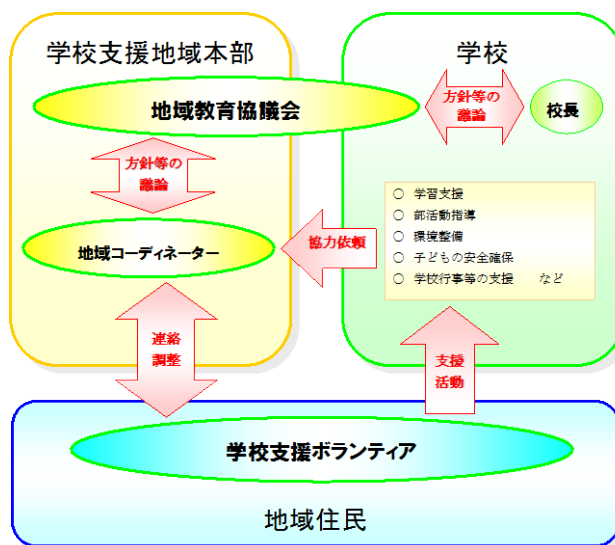 学校支援地域本部
学校
地域教育協議会
方針等の
議論
校長
方針等の
議論
○ 学習支援
○ 部活動指導
○ 環境整備
○ 子どもの安全確保
○ 学校行事等の支援 など
協力依頼
地域コーディネーター
連絡
調整
支援
活動
学校支援ボランティア
地域住民